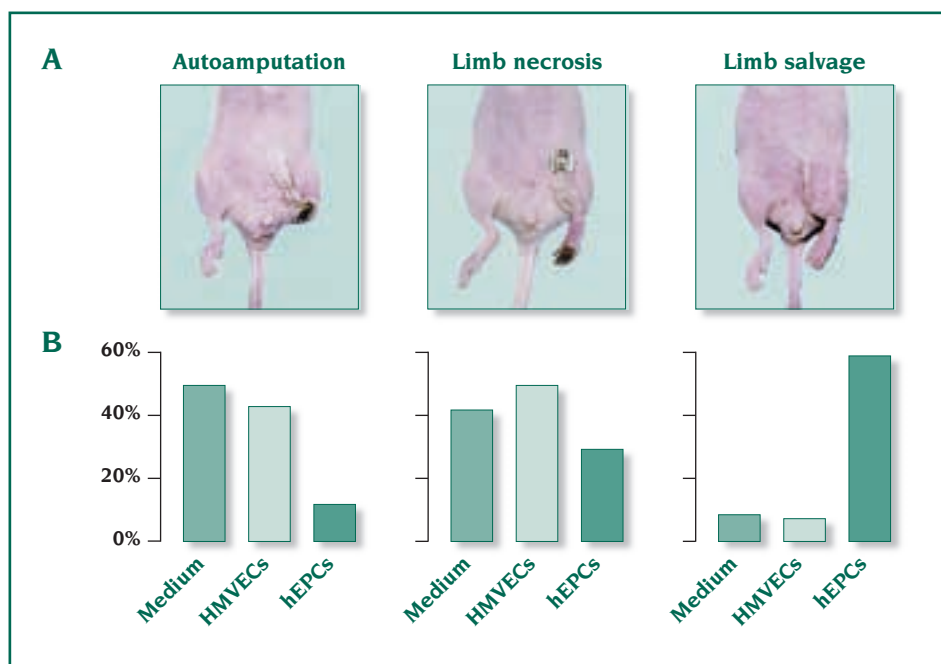 A
Autoamputation
Limb necrosis
Limb salvage
B
60%
40%
20%
0%
Medium
HMVECs
hEPCs
Medium
HMVECs
hEPCs
Medium
HMVECs
hEPCs